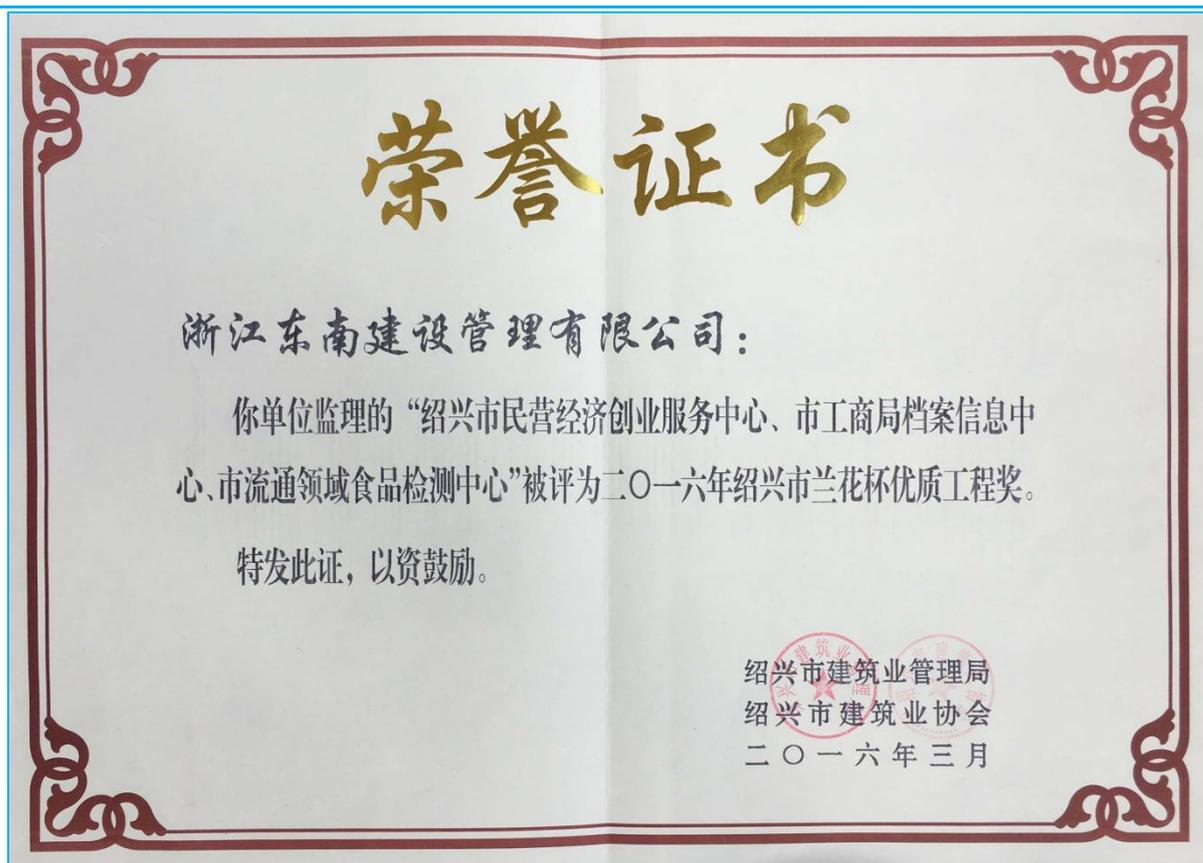 荣誉证书
浙江东南建设管理有限公司：
你单位监理的“绍兴市民营经济创业服务中心、市工商局档案信息中
心、市流通领域食品检测中心”被评为二〇一六年绍兴市兰花杯优质工程奖。
特发此证，以资鼓励。
绍兴市建筑业管理局
绍兴市建筑业协会
二〇一六年三月